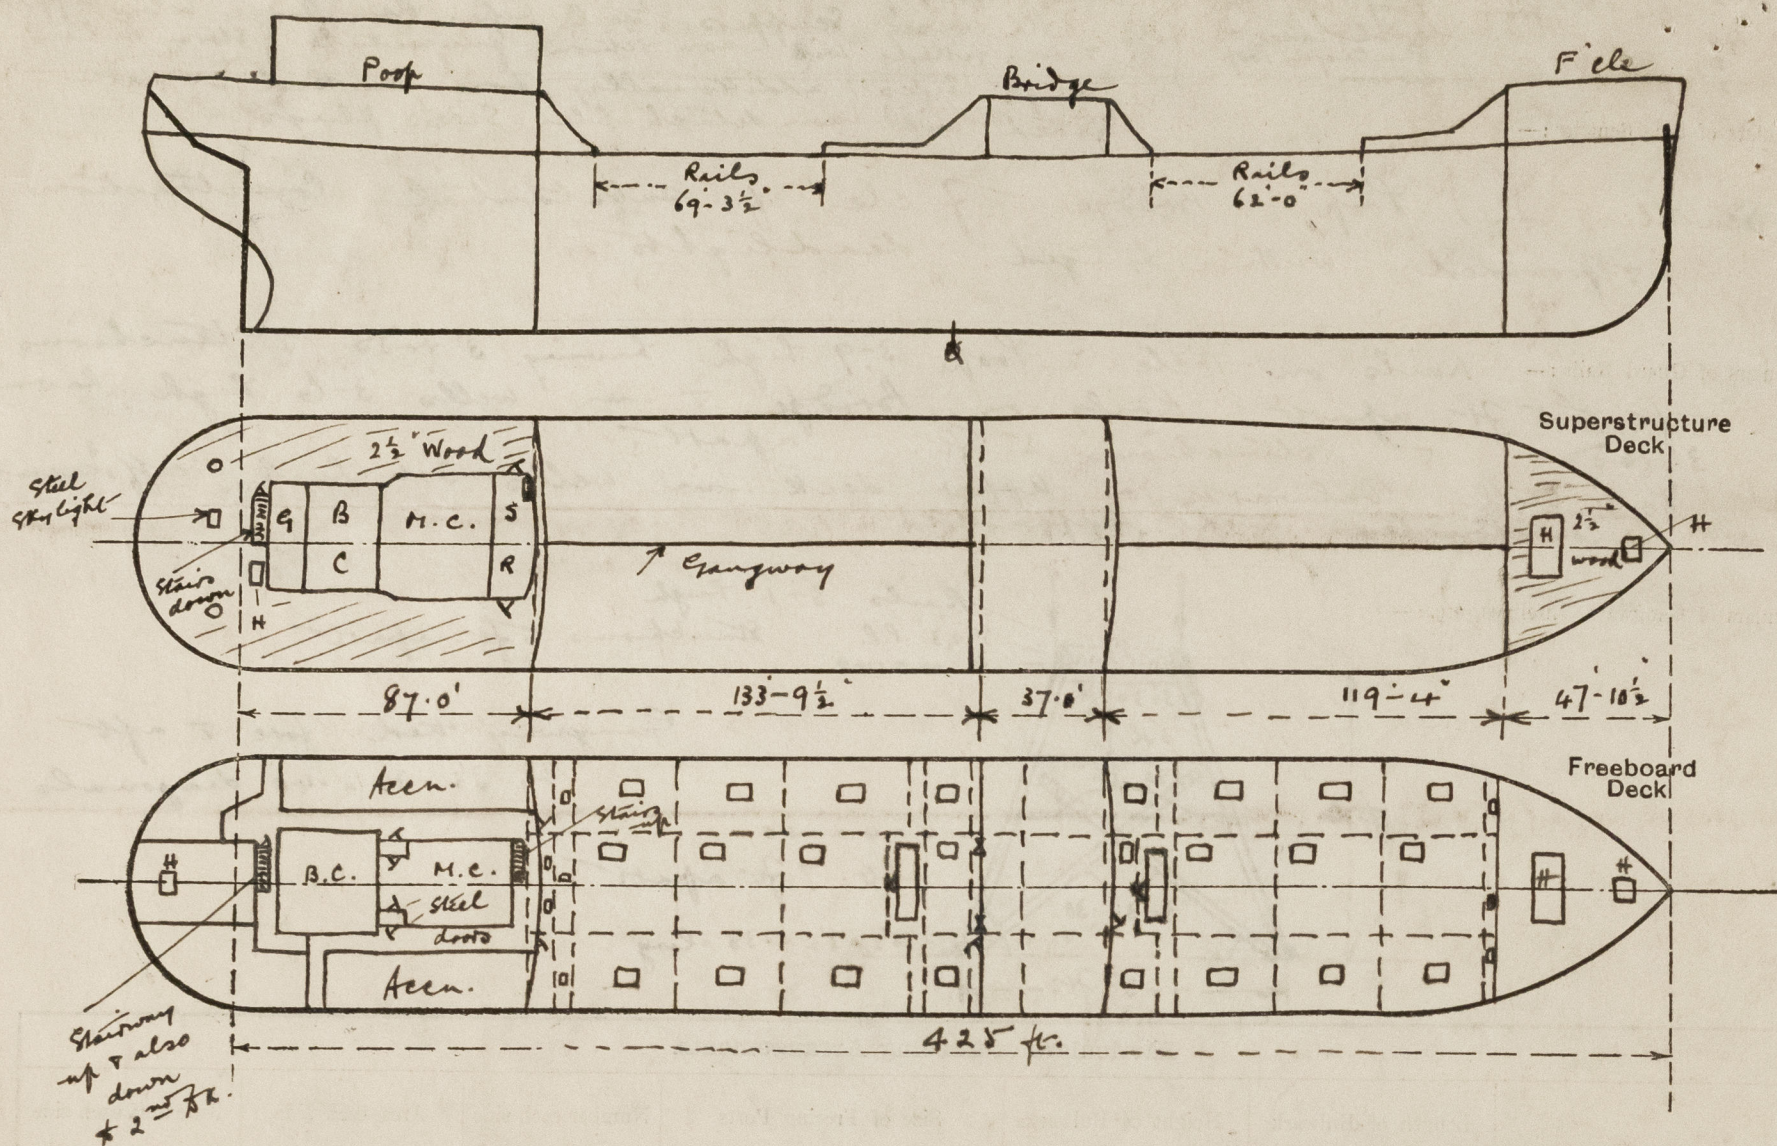 Poop
Bridge
F'cle
Rails
69'-3½"
Rails
62'-0"
Superstructure
Deck
2½" Wood
Steel
Skylight
G
B
C
M.C.
S
R
H
2½"
wood
H
Gangway
Stairs
down
H
87'.0"
133'-9½"
37'.0"
119'-4"
47'-10½"
Freeboard
Deck
Accn.
Stairs
up
H
B.C.
M.C.
Steel
doors
H
H
Accn.
Stairway
up & also
down
to 2nd Dk.
425 ft.